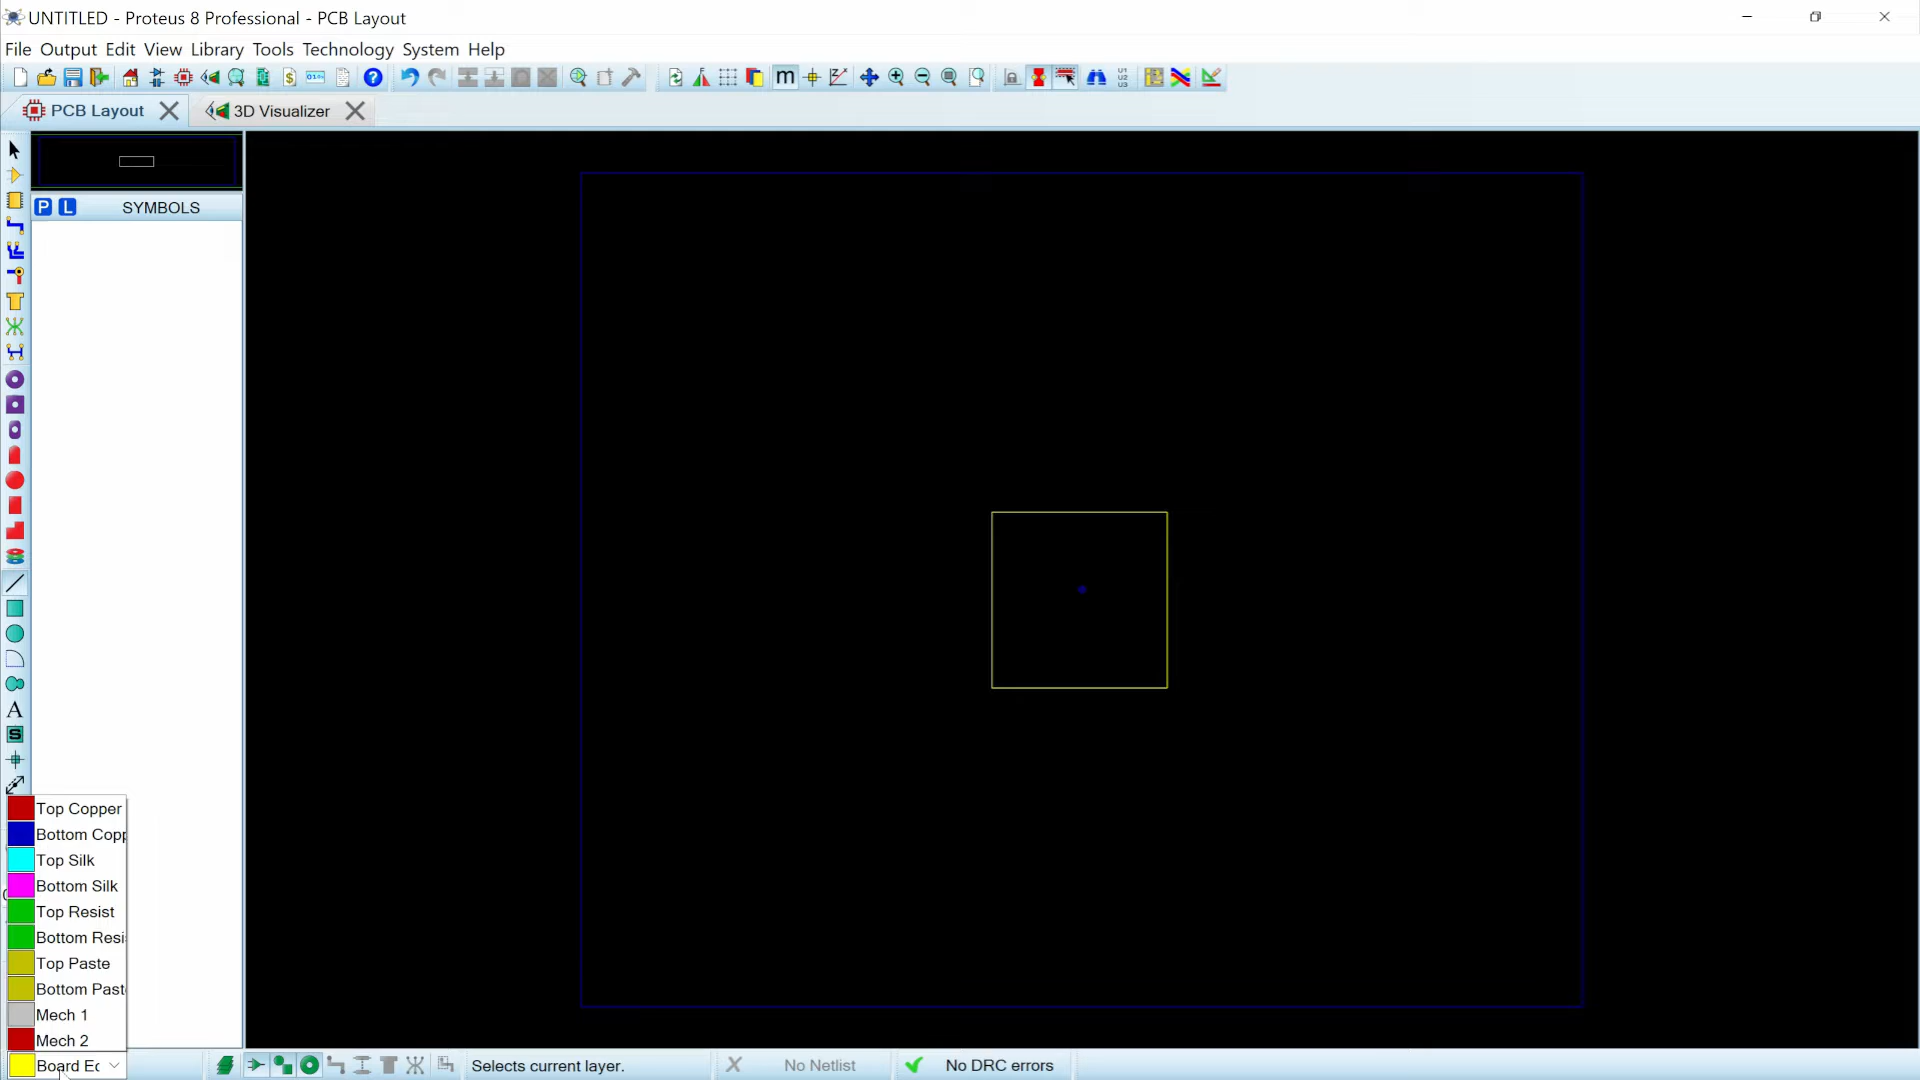 UNTITLED - Proteus 8 Professional - PCB Layout
File Output Edit View Library Tools Technology System Help
PCB Layout
3D Visualizer
P L SYMBOLS
Top Copper
Bottom Copp
Top Silk
Bottom Silk
Top Resist
Bottom Resi
Top Paste
Bottom Past
Mech 1
Mech 2
Board Ec
Selects current layer.
No Netlist
No DRC errors